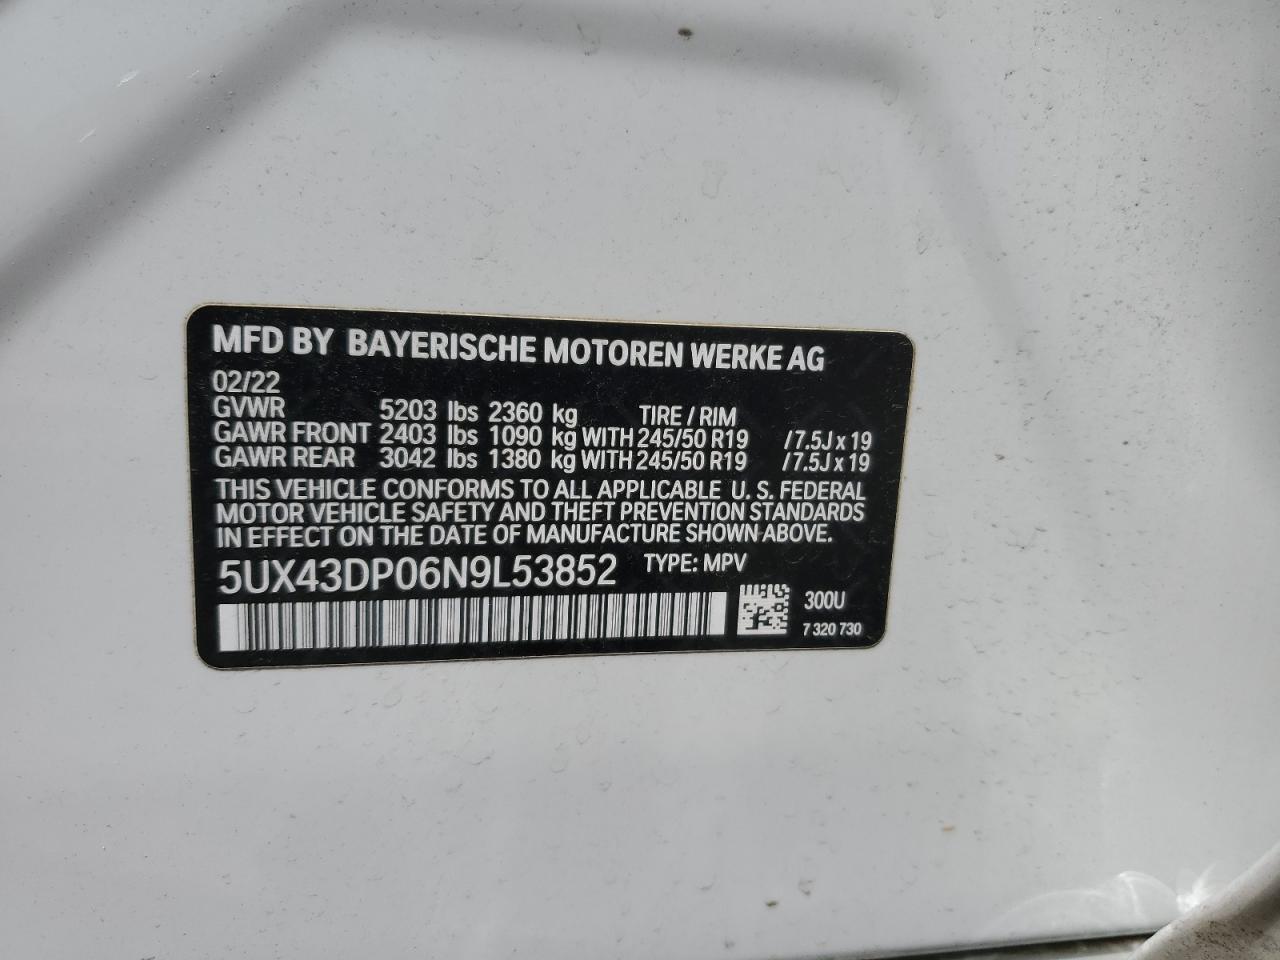 MFD BY BAYERISCHE MOTOREN WERKE AG
02/22
GVWR 5203 lbs 2360 kg TIRE / RIM
GAWR FRONT 2403 lbs 1090 kg WITH 245/50 R19 /7.5J x 19
GAWR REAR 3042 lbs 1380 kg WITH 245/50 R19 /7.5J x 19
THIS VEHICLE CONFORMS TO ALL APPLICABLE U. S. FEDERAL
MOTOR VEHICLE SAFETY AND THEFT PREVENTION STANDARDS
IN EFFECT ON THE DATE OF MANUFACTURE SHOWN ABOVE.
5UX43DP06N9L53852 TYPE: MPV
300U
7 320 730